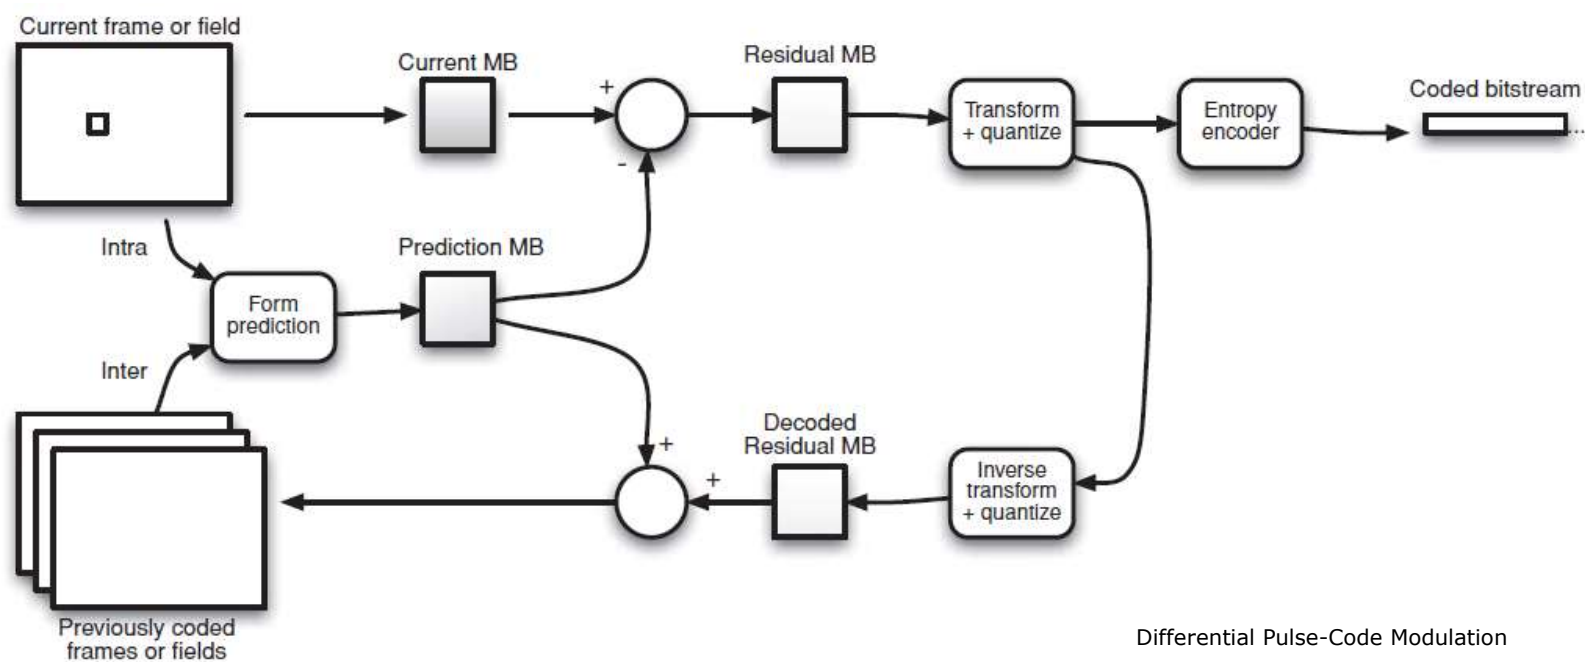 Current frame or field
Current MB
Residual MB
+
-
Transform
+ quantize
Entropy
encoder
Coded bitstream
...
Intra
Prediction MB
Form
prediction
Inter
Decoded
Residual MB
+
+
Inverse
transform
+ quantize
Previously coded
frames or fields
Differential Pulse-Code Modulation